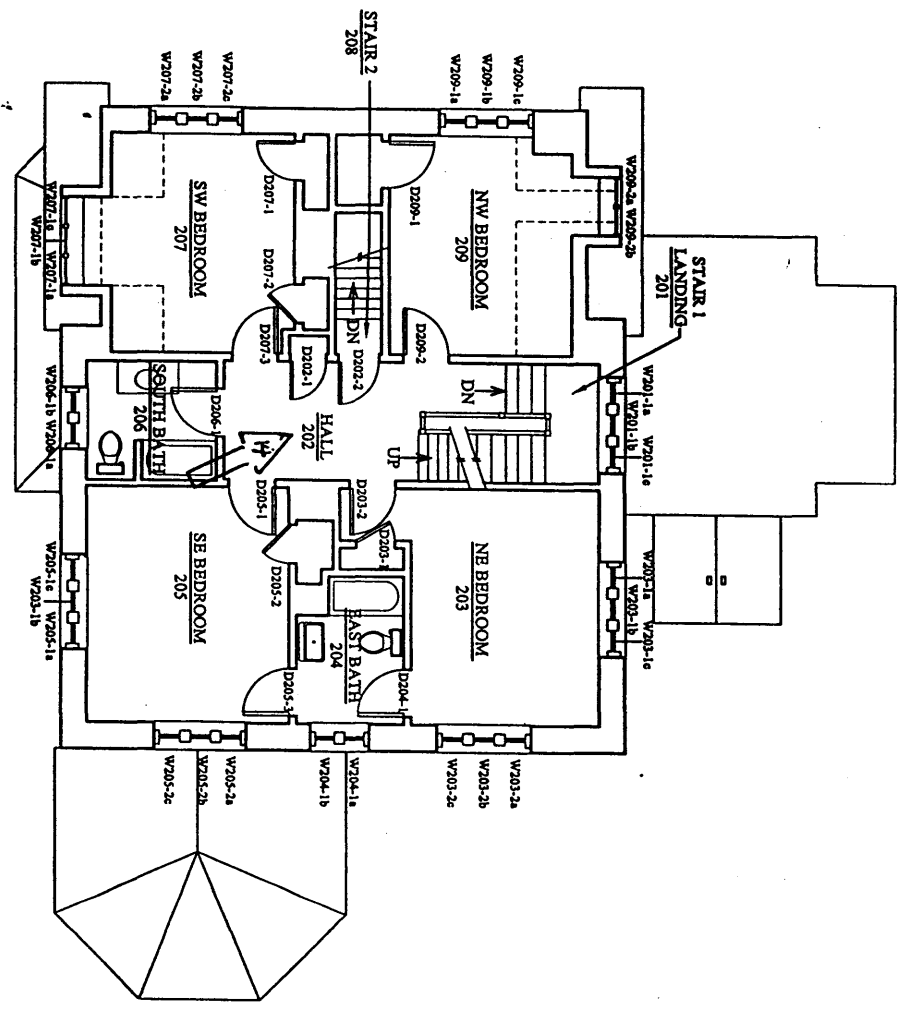 STAIR 1
LANDING
201
W209-2a W209-2b
W201-1a
W201-1b
W201-1c
W203-1a
W203-1b
W203-1c
W209-1c
W209-1b
W209-1a
NW BEDROOM
209
D209-1
D209-2
DN
UP
NE BEDROOM
203
D203-1
D203-2
W203-2a
W203-2b
W203-2c
STAIR 2
208
DN
D202-2
D202-1
HALL
202
EAST BATH
204
D204-1
W204-1a
W204-1b
W207-2c
W207-2b
W207-2a
D207-1
D207-2
D207-3
SW BEDROOM
207
D206-1
SOUTH BATH
206
D205-1
D205-2
D205-3
SE BEDROOM
205
W205-2a
W205-2b
W205-2c
W207-1c
W207-1b
W207-1a
W206-1b
W206-1a
W205-1c
W203-1b
W205-1a